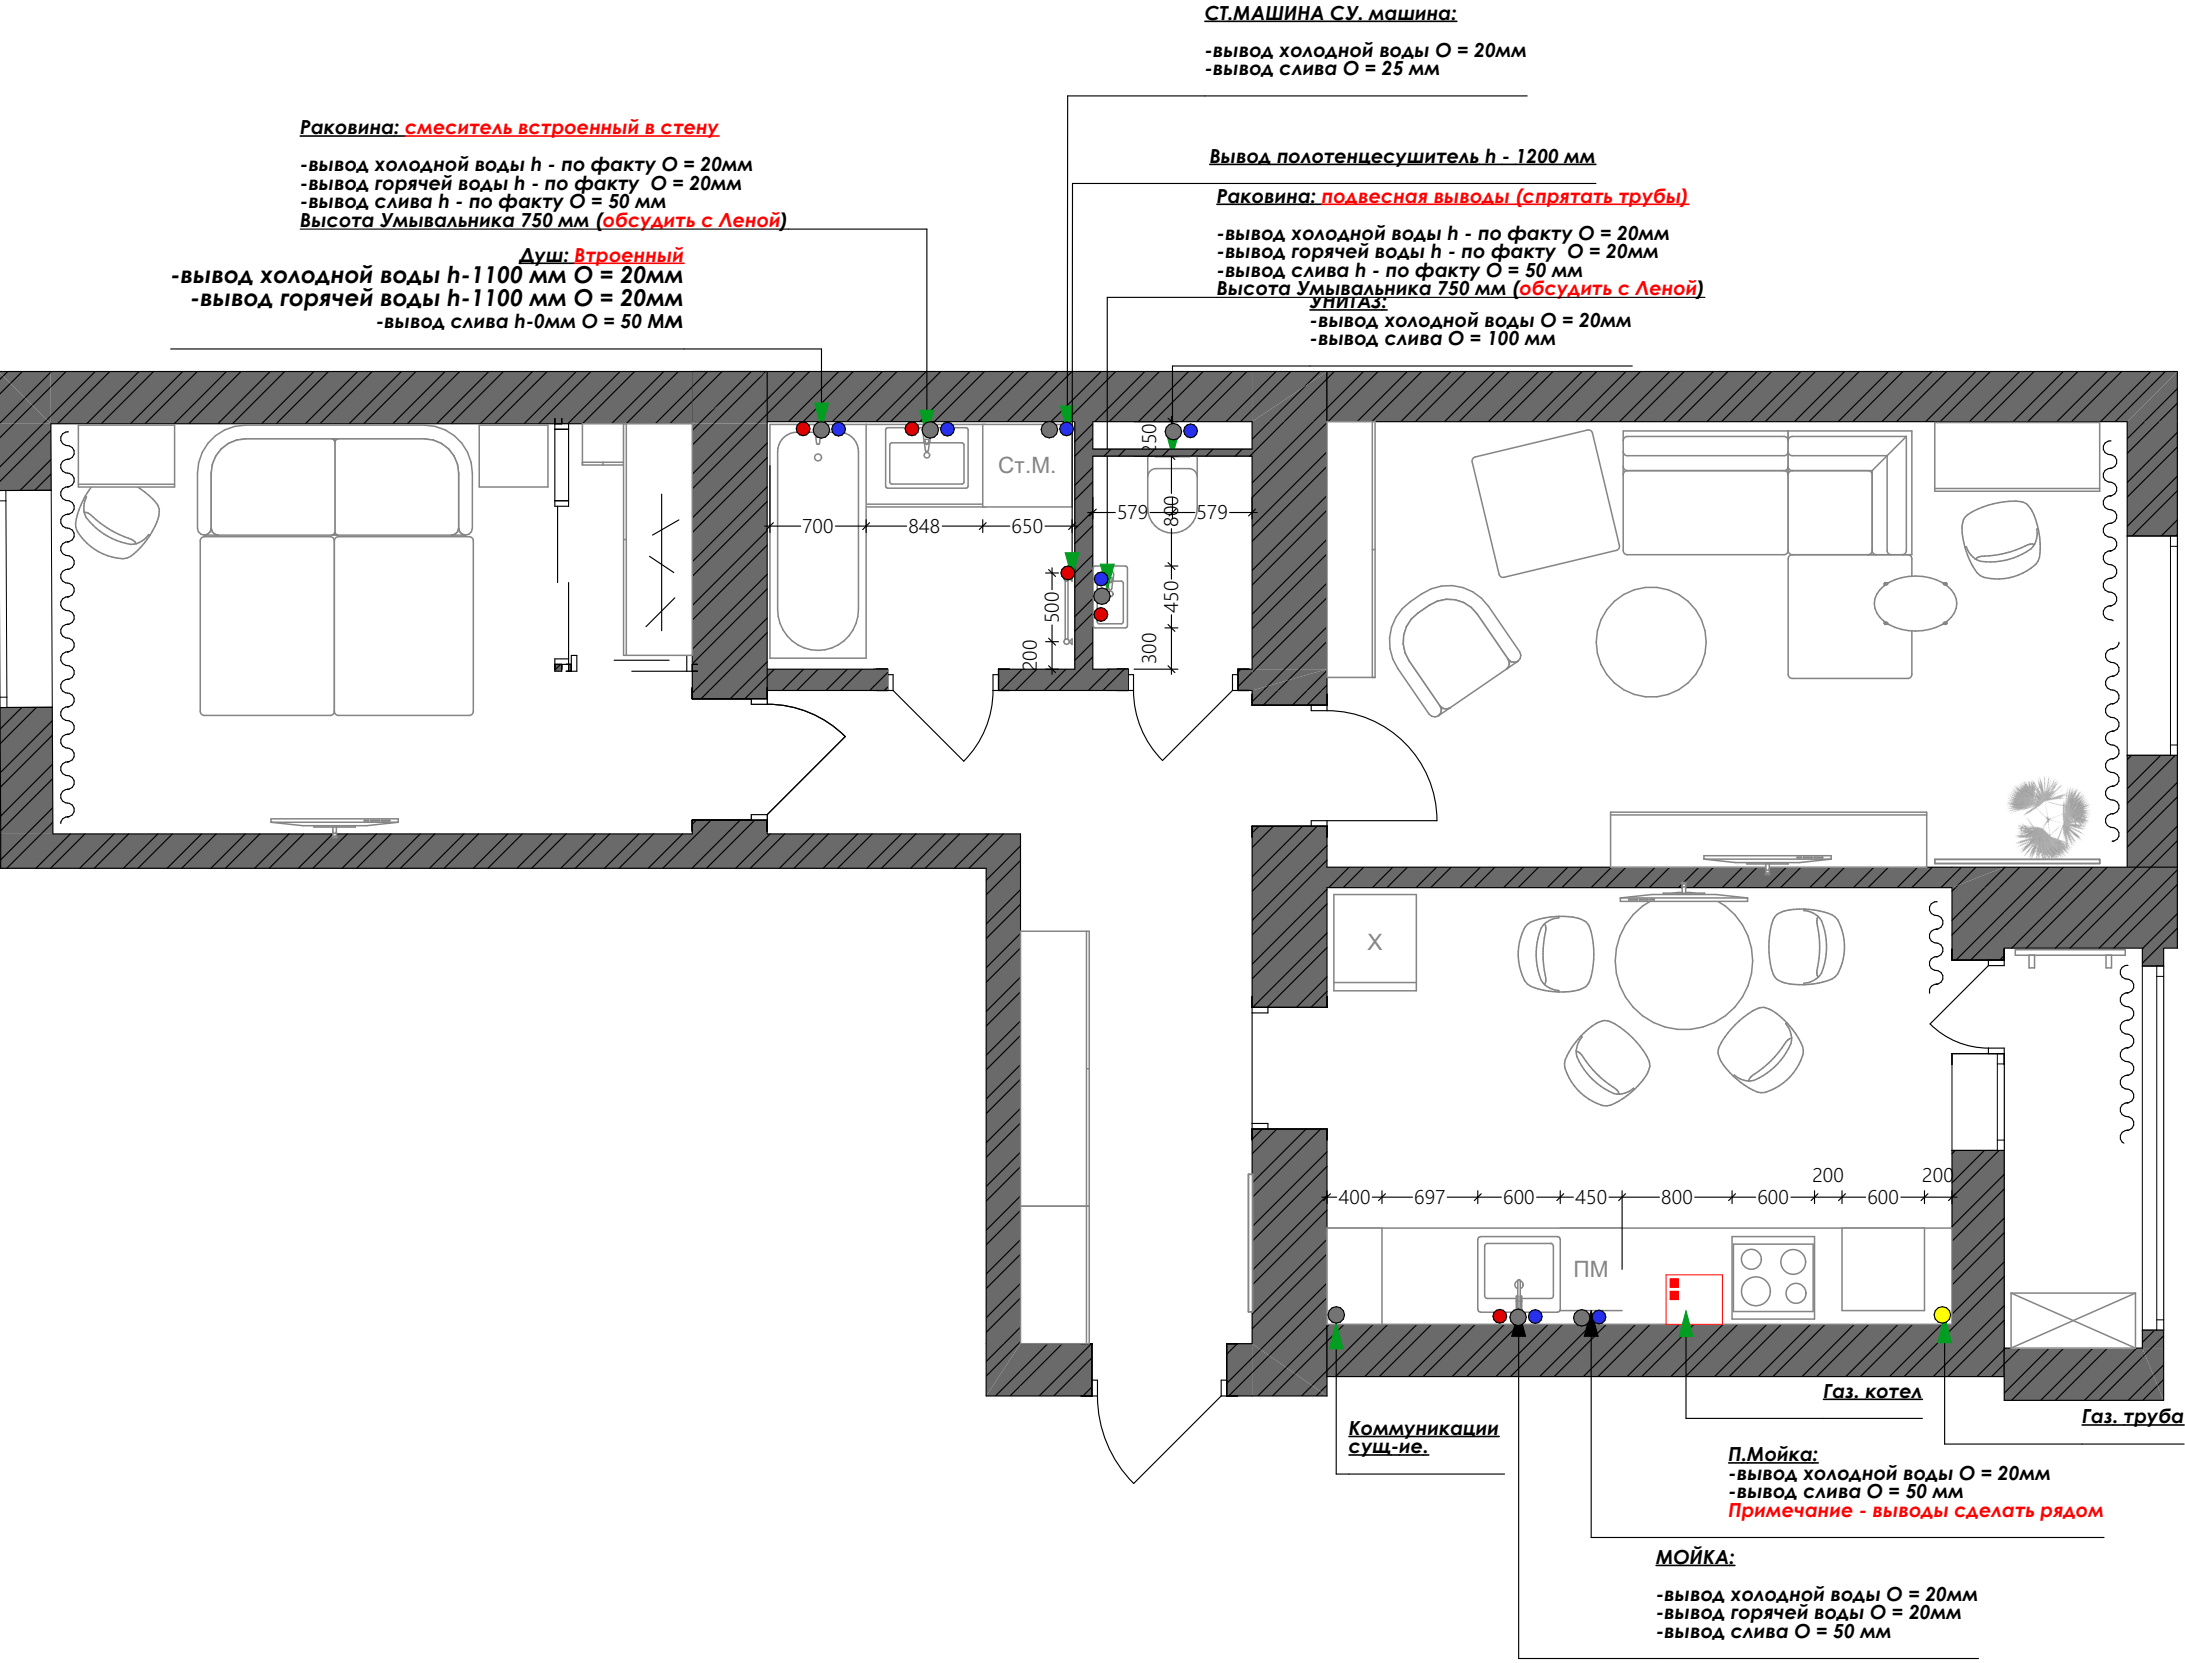 СТ.МАШИНА СУ. машина:
-вывод холодной воды О = 20мм
-вывод слива О = 25 мм
Раковина: смеситель встроенный в стену
-вывод холодной воды h - по факту О = 20мм
-вывод горячей воды h - по факту О = 20мм
-вывод слива h - по факту О = 50 мм
Высота Умывальника 750 мм (обсудить с Леной)
Душ: Втроенный
-вывод холодной воды h-1100 мм О = 20мм
-вывод горячей воды h-1100 мм О = 20мм
-вывод слива h-0мм О = 50 мм
Вывод полотенцесушитель h - 1200 мм
Раковина: подвесная выводы (спрятать трубы)
-вывод холодной воды h - по факту О = 20мм
-вывод горячей воды h - по факту О = 20мм
-вывод слива h - по факту О = 50 мм
Высота Умывальника 750 мм (обсудить с Леной)
УНИТАЗ:
-вывод холодной воды О = 20мм
-вывод слива О = 100 мм
250
Ст.М.
700 848 650
579 800 579
500
200
450
300
Х
200 200
400 697 600 450 800 600 600
ПМ
Газ. котел
Газ. труба
Коммуникации
сущ-ие.
П.Мойка:
-вывод холодной воды О = 20мм
-вывод слива О = 50 мм
Примечание - выводы сделать рядом
МОЙКА:
-вывод холодной воды О = 20мм
-вывод горячей воды О = 20мм
-вывод слива О = 50 мм